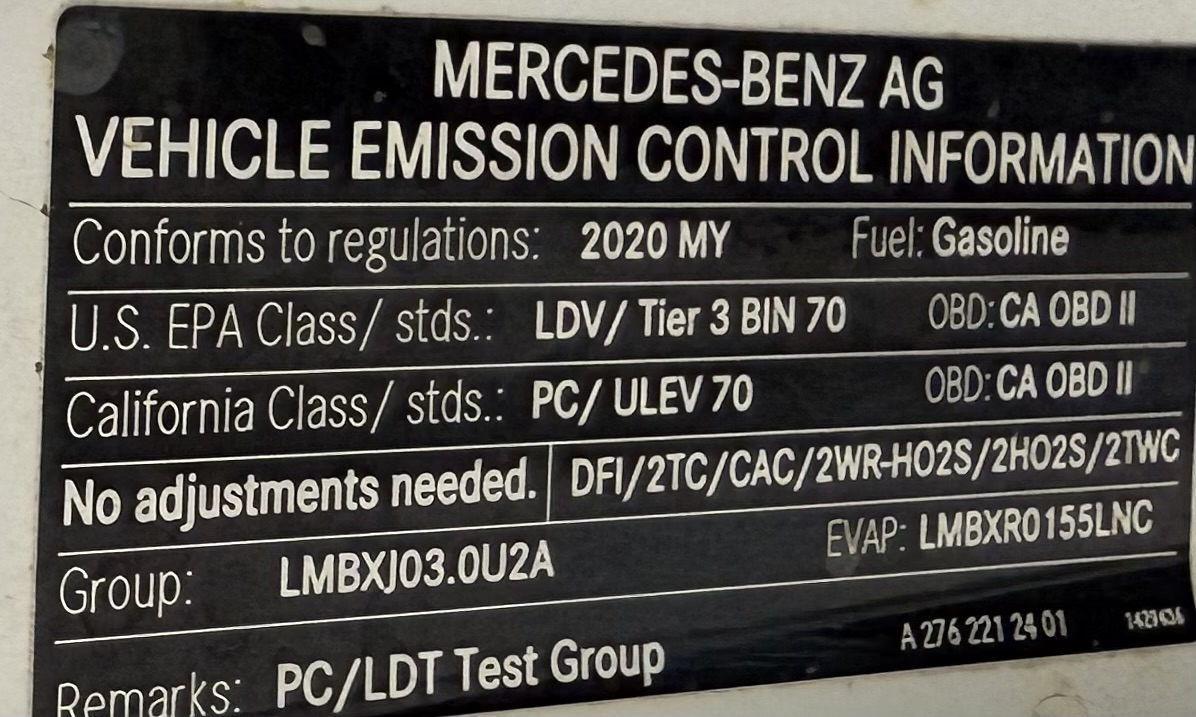 MERCEDES-BENZ AG
VEHICLE EMISSION CONTROL INFORMATION
Conforms to regulations: 2020 MY Fuel: Gasoline
U.S. EPA Class/ stds.: LDV/ Tier 3 BIN 70 OBD: CA OBD II
California Class/ stds.: PC/ ULEV 70 OBD: CA OBD II
No adjustments needed. DFI/2TC/CAC/2WR-HO2S/2HO2S/2TWC
Group: LMBXJ03.0U2A EVAP: LMBXR0155LNC
Remarks: PC/LDT Test Group A 276 221 24 01